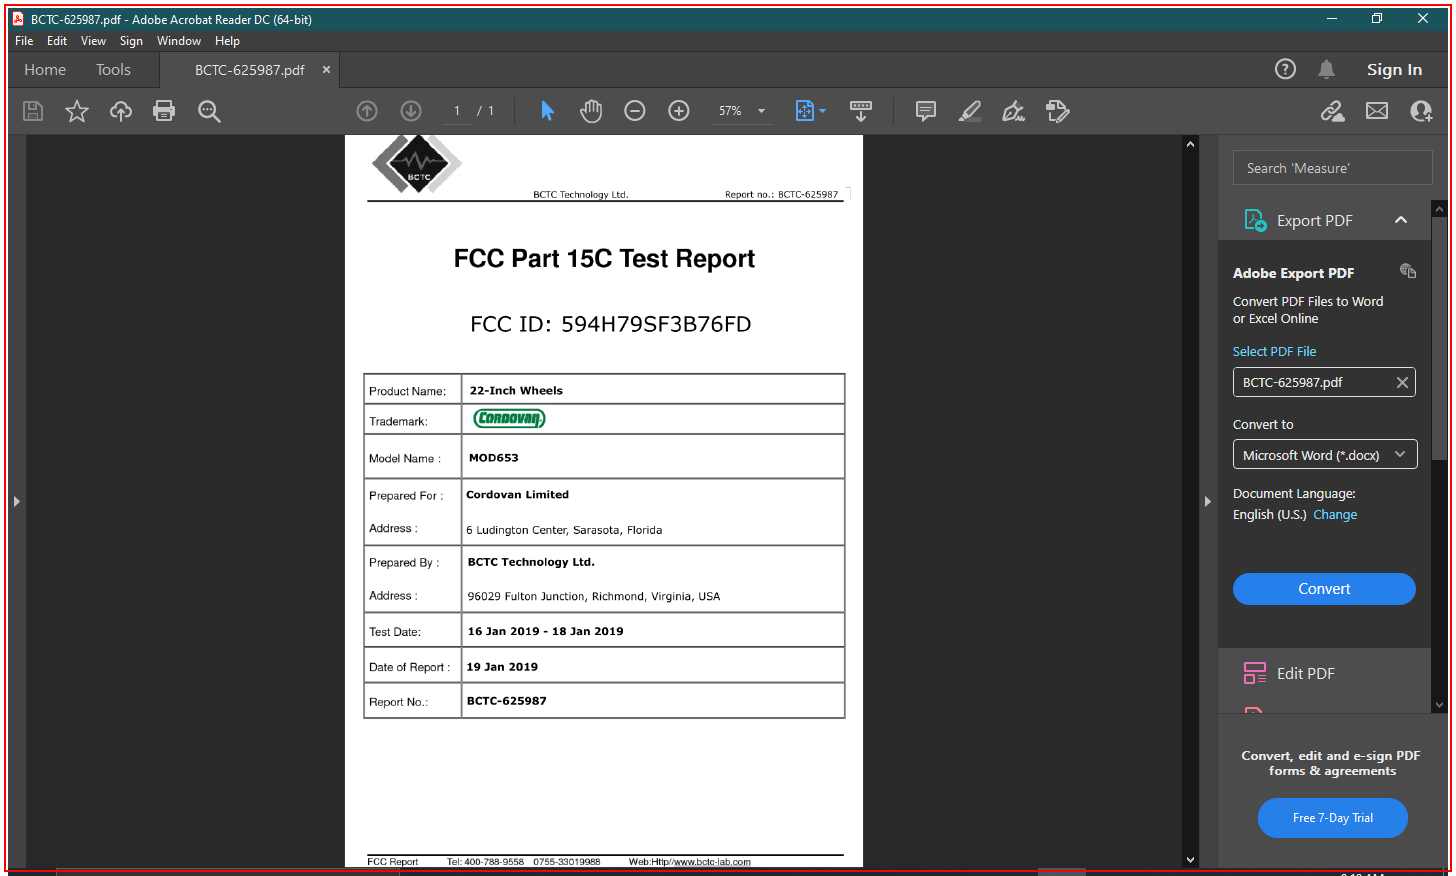 BCTC-625987.pdf - Adobe Acrobat Reader DC (64-bit)
File Edit View Sign Window Help
Home Tools BCTC-625987.pdf Sign In
1 / 1 57%
BCTC
BCTC Technology Ltd. Report no.: BCTC-625987
FCC Part 15C Test Report
FCC ID: 594H79SF3B76FD
Product Name: 22-Inch Wheels
Trademark: CORDOVAN
Model Name : MOD653
Prepared For : Cordovan Limited
Address : 6 Ludington Center, Sarasota, Florida
Prepared By : BCTC Technology Ltd.
Address : 96029 Fulton Junction, Richmond, Virginia, USA
Test Date: 16 Jan 2019 - 18 Jan 2019
Date of Report : 19 Jan 2019
Report No.: BCTC-625987
FCC Report Tel: 400-788-9558 0755-33019988 Web:Http//www.bctc-lab.com
Search 'Measure'
Export PDF
Adobe Export PDF
Convert PDF Files to Word
or Excel Online
Select PDF File
BCTC-625987.pdf
Convert to
Microsoft Word (*.docx)
Document Language:
English (U.S.) Change
Convert
Edit PDF
Convert, edit and e-sign PDF
forms & agreements
Free 7-Day Trial